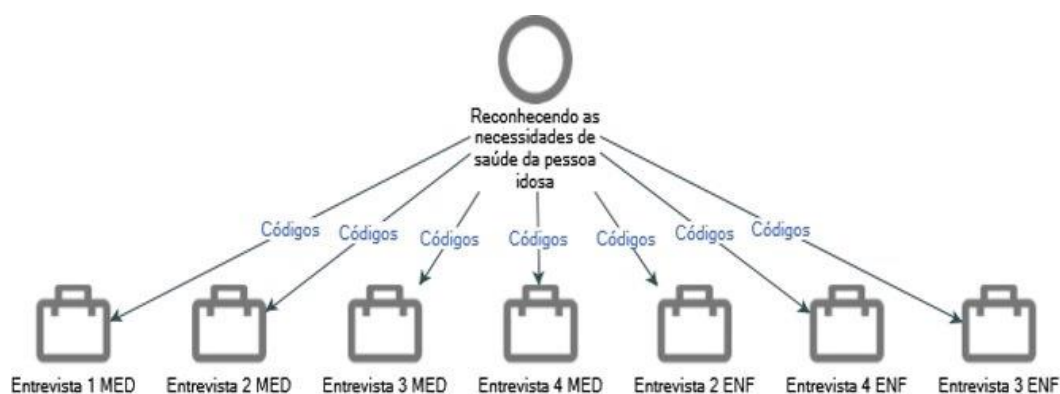 Reconhecendo as
necessidades de
saúde da pessoa
idosa
Códigos
Códigos
Códigos
Códigos
Códigos
Códigos
Códigos
Entrevista 1 MED
Entrevista 2 MED
Entrevista 3 MED
Entrevista 4 MED
Entrevista 2 ENF
Entrevista 4 ENF
Entrevista 3 ENF